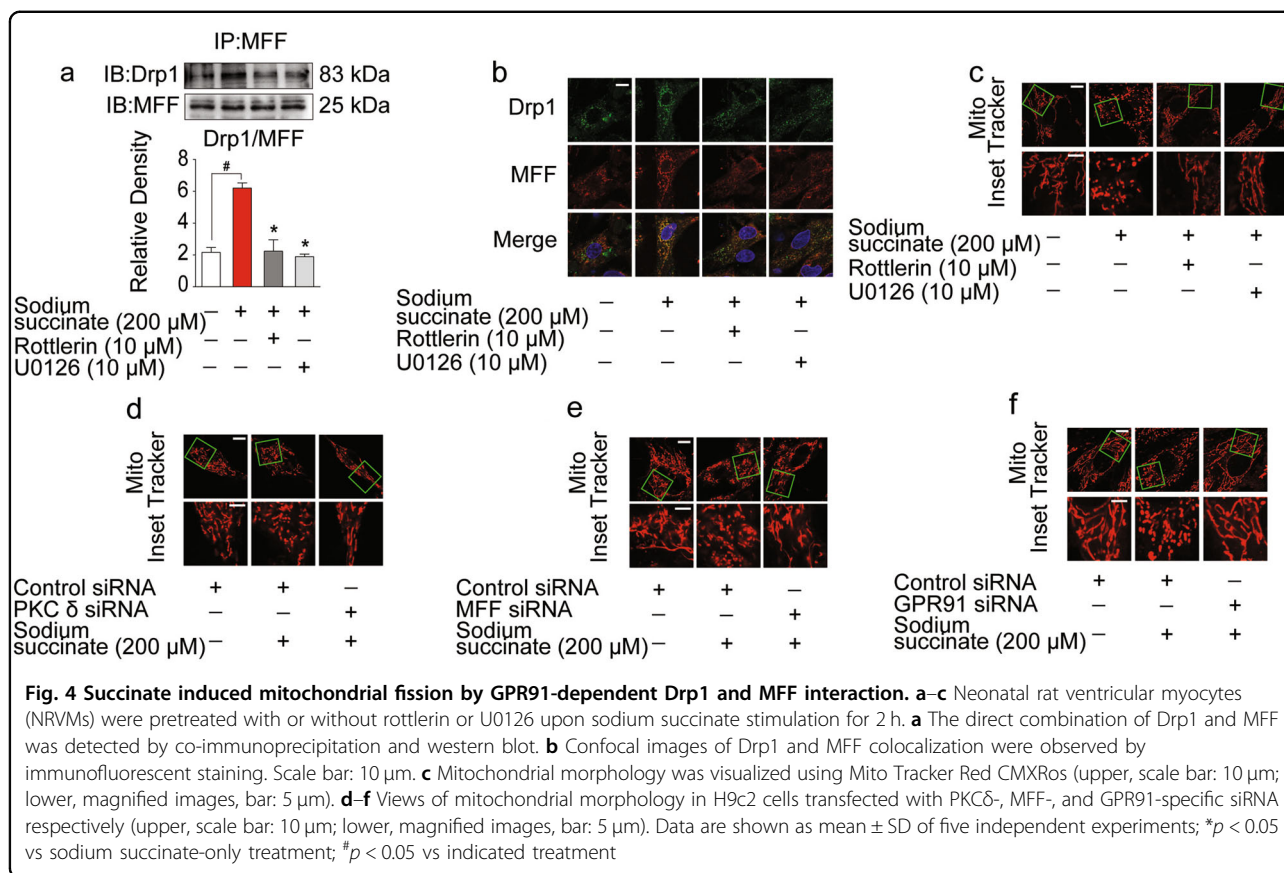 IP:MFF
a
IB:Drp1 83 kDa
IB:MFF 25 kDa
Drp1/MFF
Relative Density
8
6
4
2
0
#
*
*
Sodium
succinate (200 µM) – + + +
Rottlerin (10 µM) – – + –
U0126 (10 µM) – – – +
b
Drp1
MFF
Merge
Sodium
succinate (200 µM) – + + +
Rottlerin (10 µM) – – + –
U0126 (10 µM) – – – +
c
Mito
Tracker
Inset
Sodium
succinate (200 µM) – + + +
Rottlerin (10 µM) – – + –
U0126 (10 µM) – – – +
d
Mito
Tracker
Inset
Control siRNA + + –
PKC δ siRNA – – +
Sodium
succinate (200 µM) – + +
e
Mito
Tracker
Inset
Control siRNA + + –
MFF siRNA – – +
Sodium
succinate (200 µM) – + +
f
Mito
Tracker
Inset
Control siRNA + + –
GPR91 siRNA – – +
Sodium
succinate (200 µM) – + +
Fig. 4 Succinate induced mitochondrial fission by GPR91-dependent Drp1 and MFF interaction. a–c Neonatal rat ventricular myocytes
(NRVMs) were pretreated with or without rottlerin or U0126 upon sodium succinate stimulation for 2 h. a The direct combination of Drp1 and MFF
was detected by co-immunoprecipitation and western blot. b Confocal images of Drp1 and MFF colocalization were observed by
immunofluorescent staining. Scale bar: 10 µm. c Mitochondrial morphology was visualized using Mito Tracker Red CMXRos (upper, scale bar: 10 µm;
lower, magnified images, bar: 5 µm). d–f Views of mitochondrial morphology in H9c2 cells transfected with PKCδ-, MFF-, and GPR91-specific siRNA
respectively (upper, scale bar: 10 µm; lower, magnified images, bar: 5 µm). Data are shown as mean ± SD of five independent experiments; *p < 0.05
vs sodium succinate-only treatment; #p < 0.05 vs indicated treatment